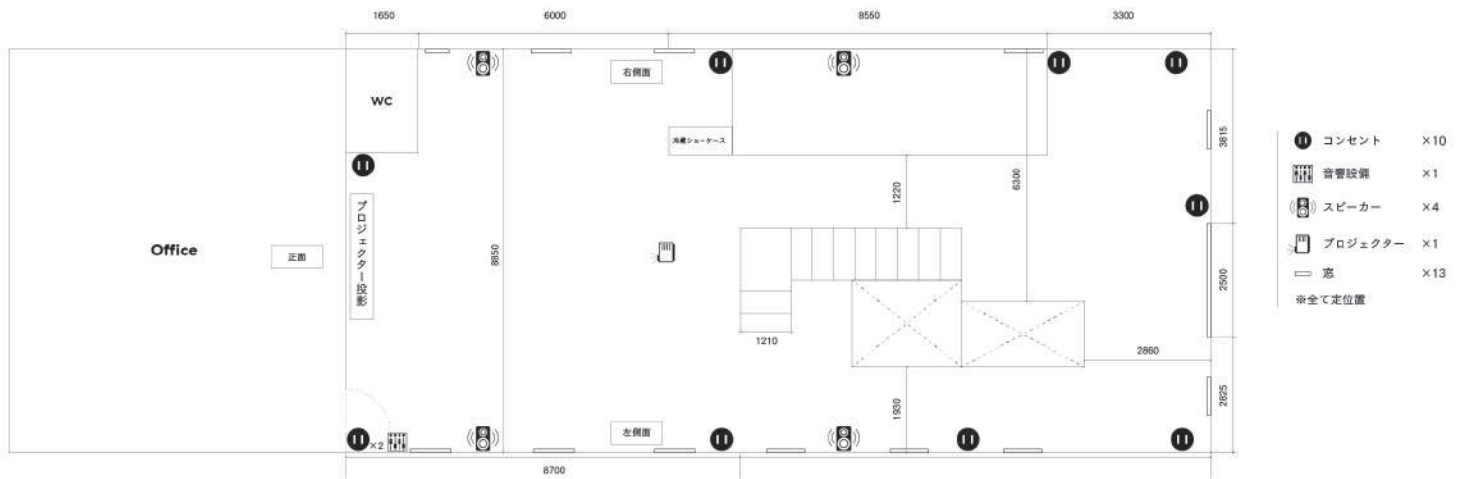 1650
6000
8550
3300
右側面
WC
冷蔵ショーケース
3815
コンセント ×10
音響設備 ×1
スピーカー ×4
プロジェクター ×1
窓 ×13
※全て定位置
1220
6300
プロジェクター投影
Office
正面
8850
2500
1210
2860
1930
2825
左側面
×2
8700